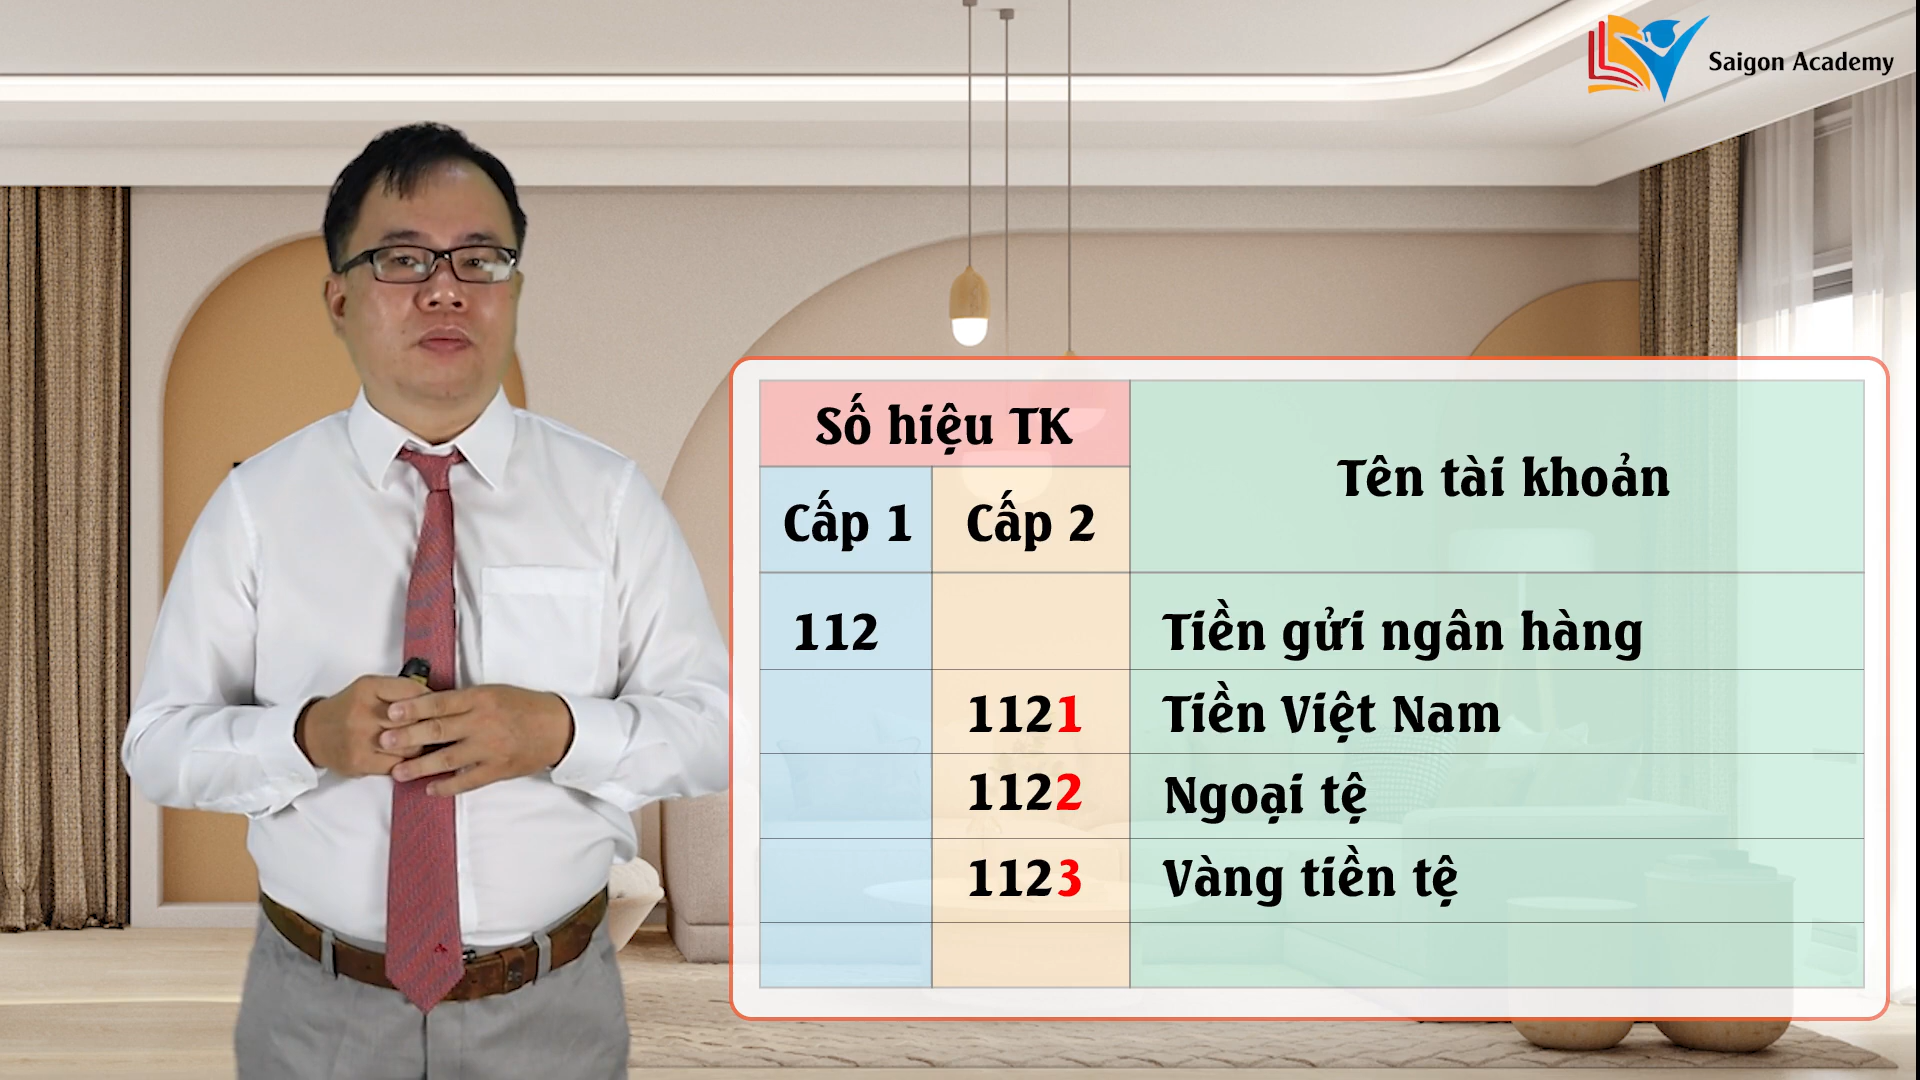 Saigon Academy
Số hiệu TK
Tên tài khoản
Cấp 1 Cấp 2
112 Tiền gửi ngân hàng
1121 Tiền Việt Nam
1122 Ngoại tệ
1123 Vàng tiền tệ